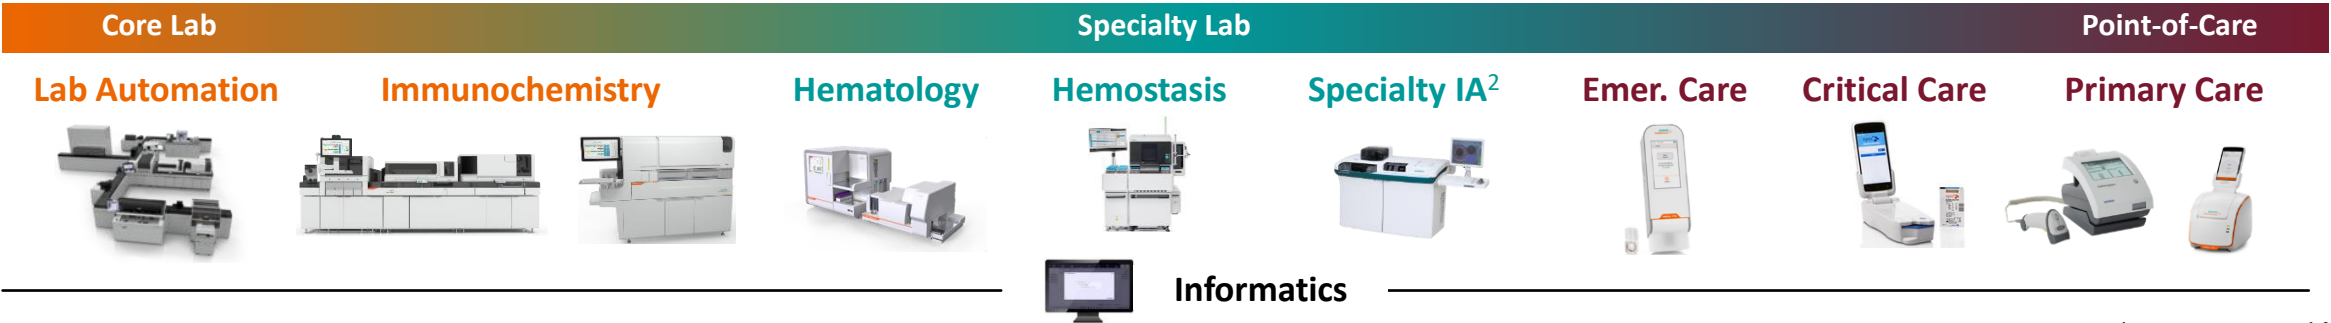 Core Lab Specialty Lab Point-of-Care
Lab Automation Immunochemistry Hematology Hemostasis Specialty IA² Emer. Care Critical Care Primary Care
Informatics